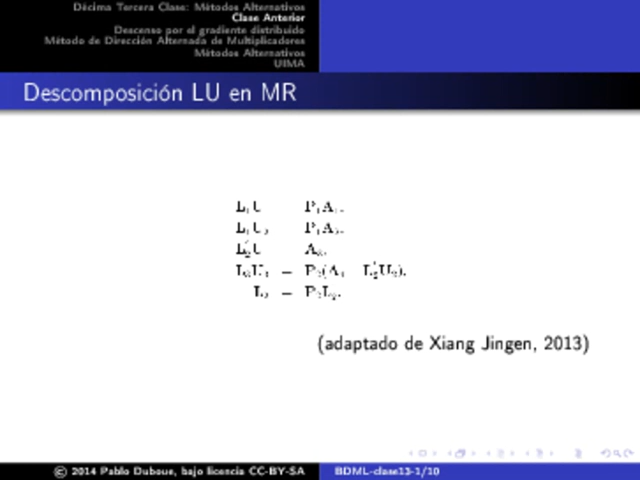 Décima Tercera Clase: Métodos Alternativos
Clase Anterior
Descenso por el gradiente distribuido
Método de Dirección Alternada de Multiplicadores
Métodos Alternativos
UIMA
Descomposición LU en MR
(adaptado de Xiang Jingen, 2013)
© 2014 Pablo Duboue, bajo licencia CC-BY-SA
BDML-clase13-1/10